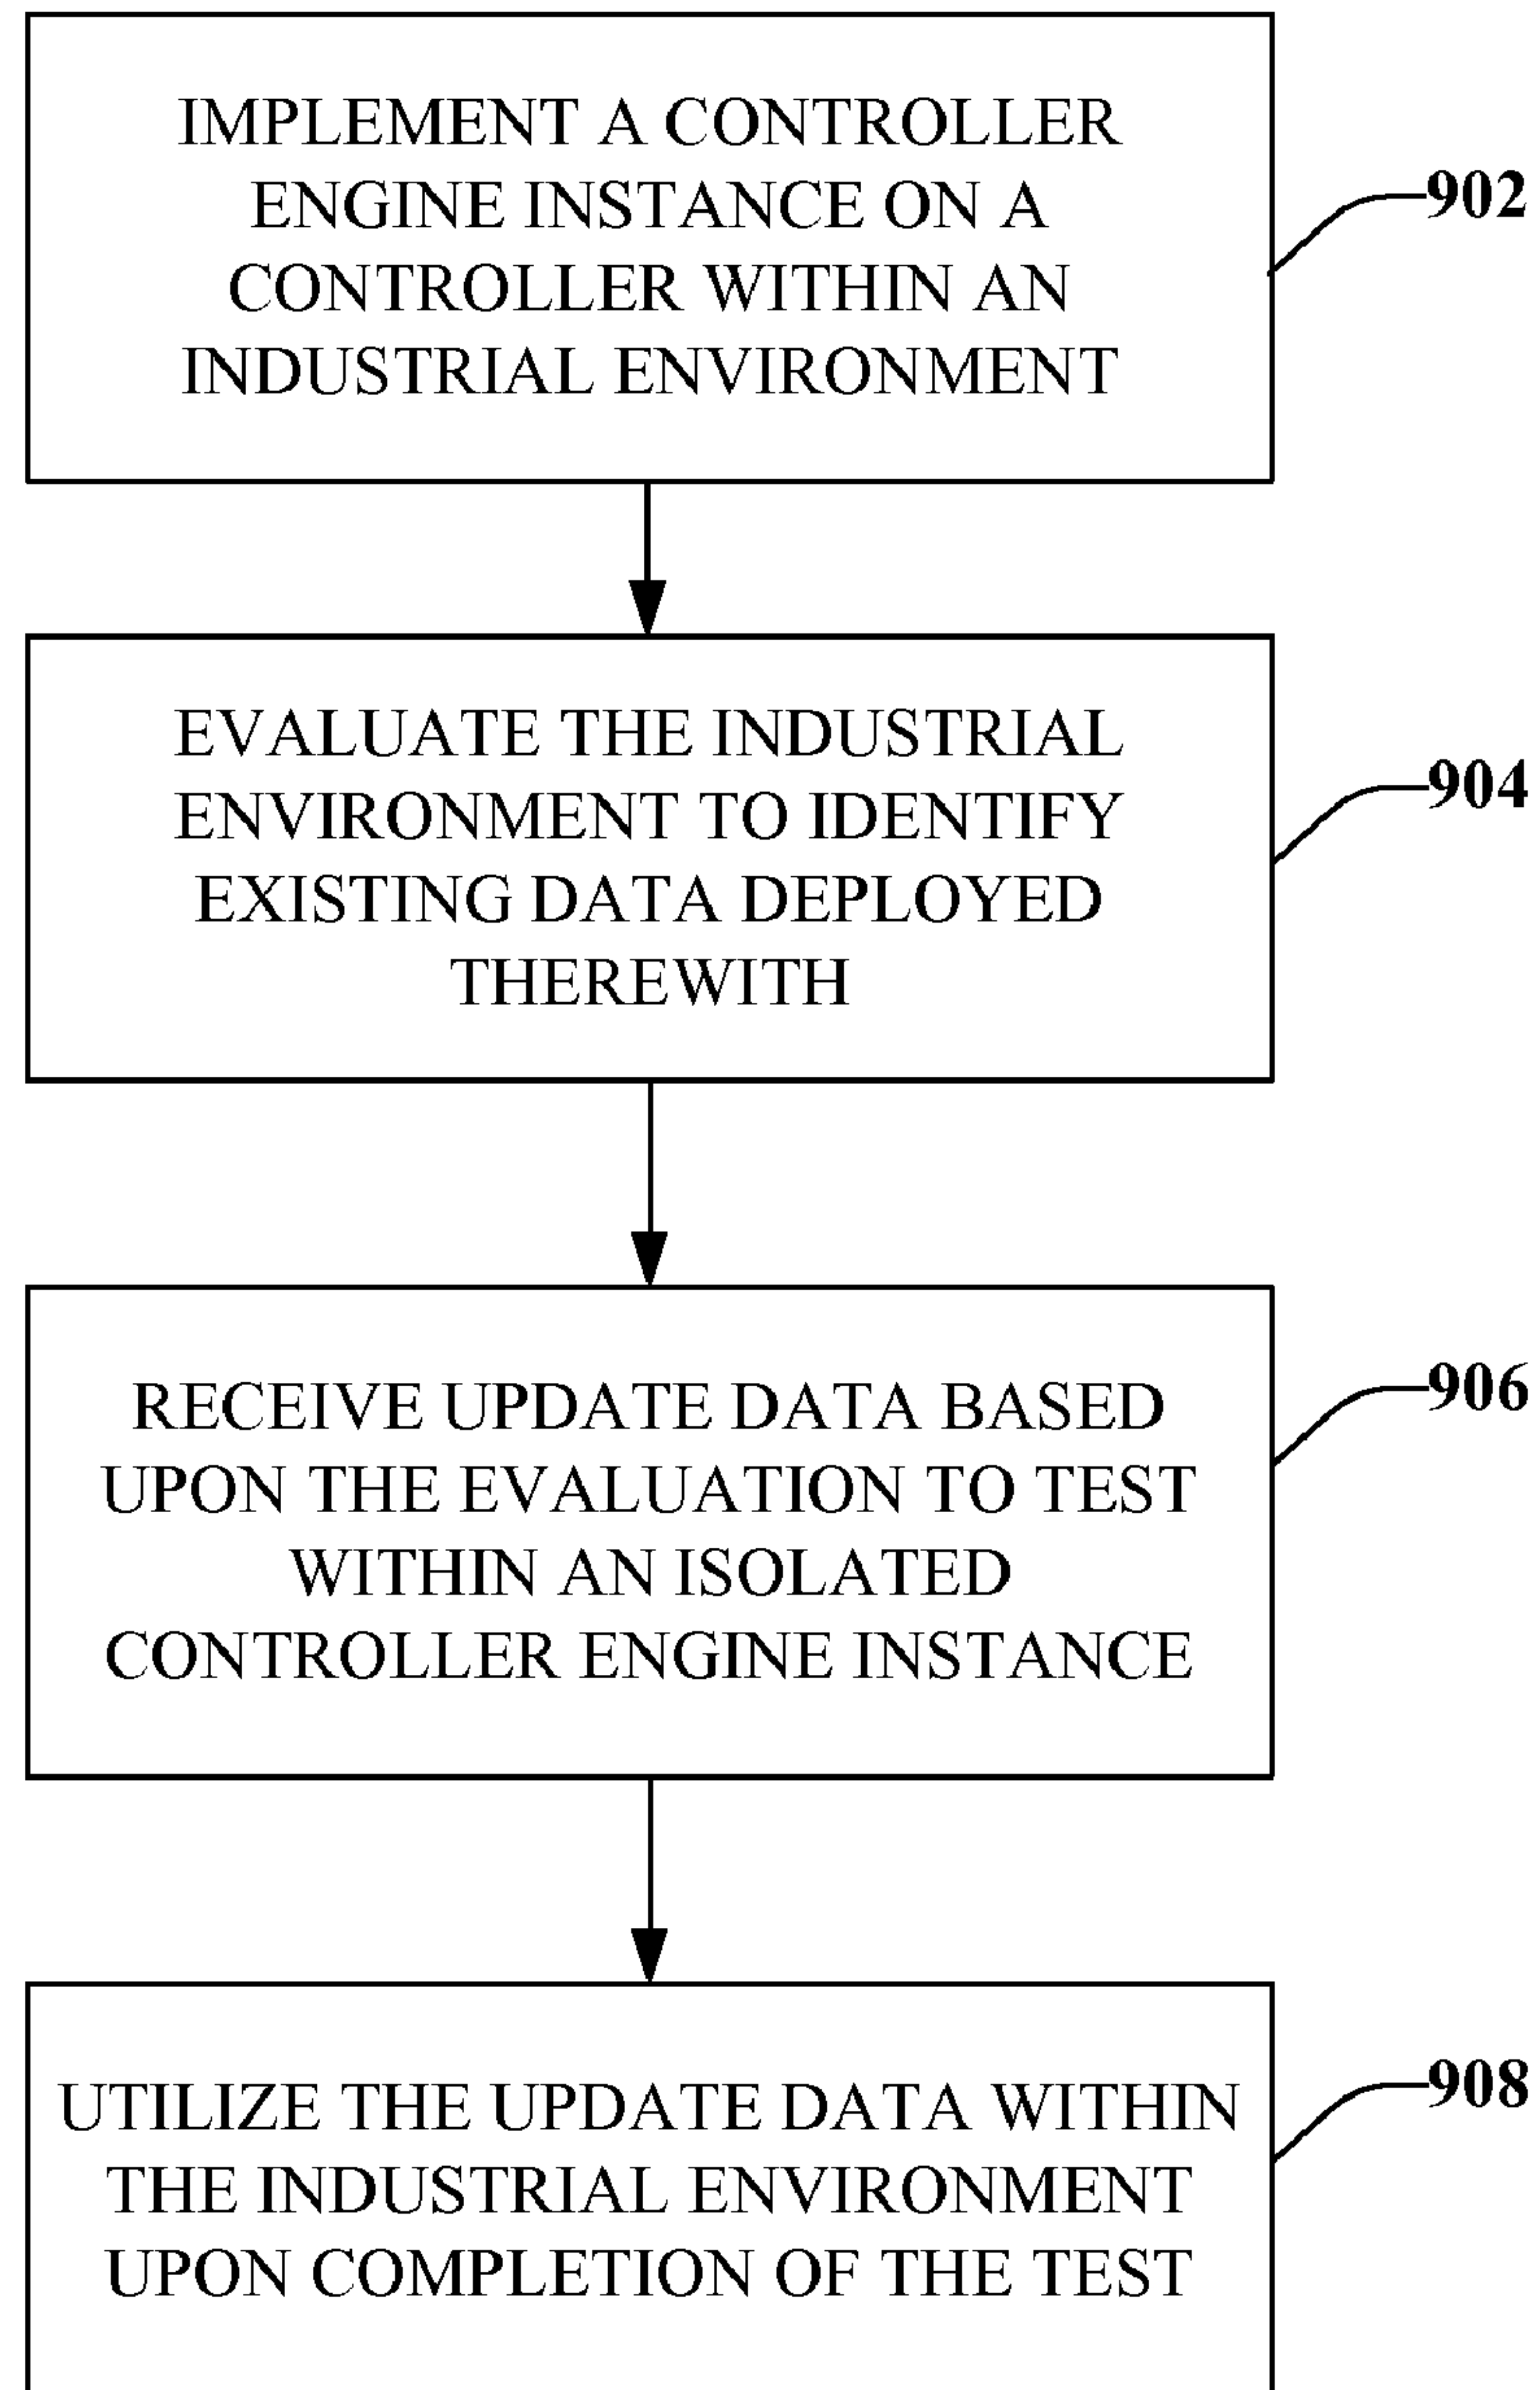 IMPLEMENT A CONTROLLER
ENGINE INSTANCE ON A
CONTROLLER WITHIN AN
INDUSTRIAL ENVIRONMENT
902
EVALUATE THE INDUSTRIAL
ENVIRONMENT TO IDENTIFY
EXISTING DATA DEPLOYED
THEREWITH
904
RECEIVE UPDATE DATA BASED
UPON THE EVALUATION TO TEST
WITHIN AN ISOLATED
CONTROLLER ENGINE INSTANCE
906
UTILIZE THE UPDATE DATA WITHIN
THE INDUSTRIAL ENVIRONMENT
UPON COMPLETION OF THE TEST
908